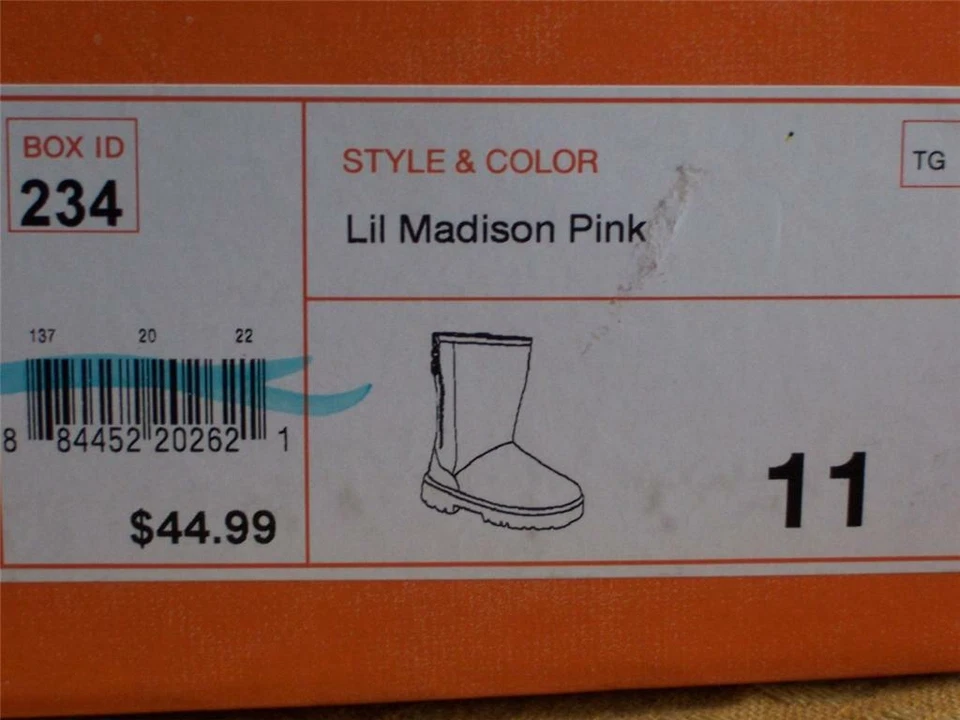 BOX ID
234
STYLE & COLOR
TG
Lil Madison Pink
137 20 22
8 84452 20262 1
$44.99
11